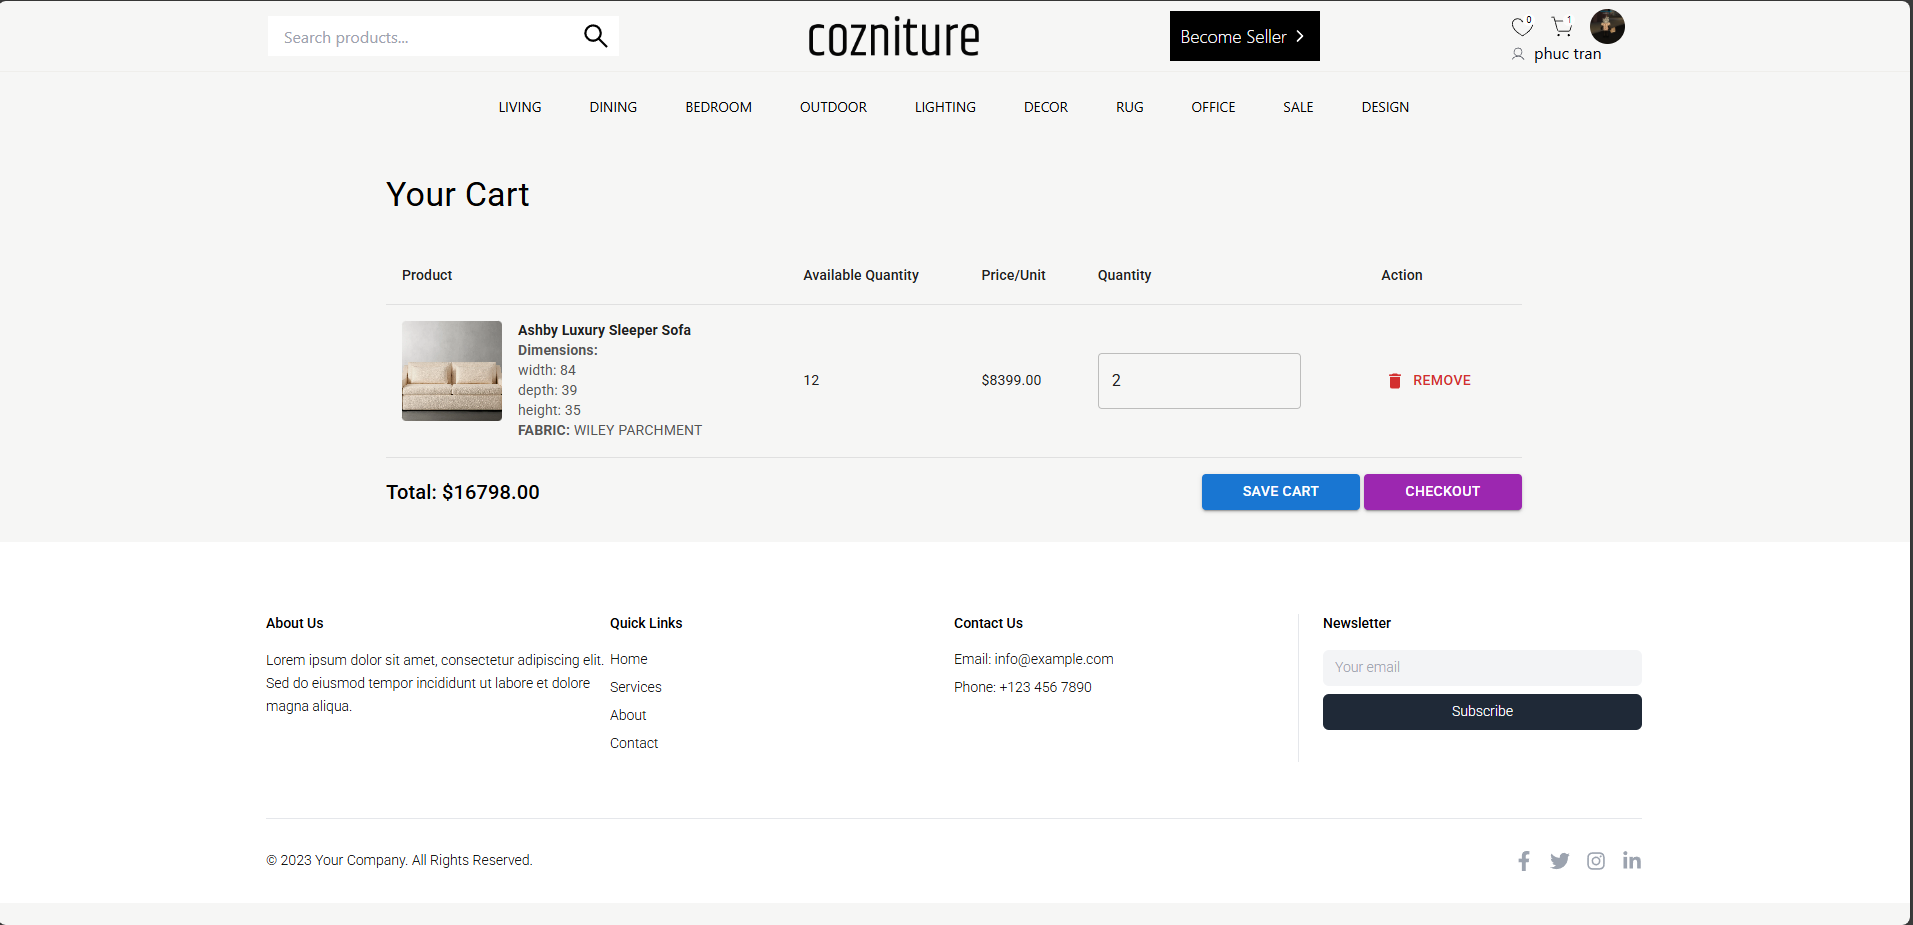 Search products...
cozniture
Become Seller
0
1
phuc tran
LIVING DINING BEDROOM OUTDOOR LIGHTING DECOR RUG OFFICE SALE DESIGN
Your Cart
Product Available Quantity Price/Unit Quantity Action
Ashby Luxury Sleeper Sofa
Dimensions:
width: 84
depth: 39
height: 35
FABRIC: WILEY PARCHMENT
12 $8399.00 2 REMOVE
Total: $16798.00 SAVE CART CHECKOUT
About Us
Lorem ipsum dolor sit amet, consectetur adipiscing elit.
Sed do eiusmod tempor incididunt ut labore et dolore
magna aliqua.
Quick Links
Home
Services
About
Contact
Contact Us
Email: info@example.com
Phone: +123 456 7890
Newsletter
Your email
Subscribe
© 2023 Your Company. All Rights Reserved.